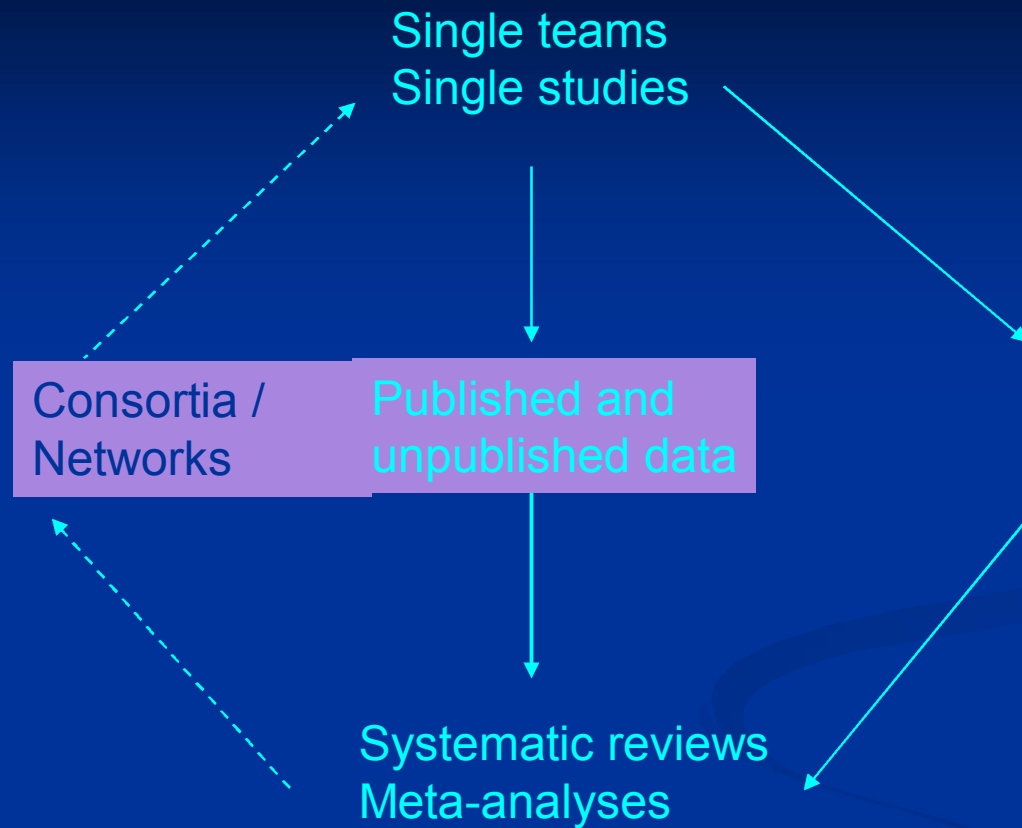 Single teams
Single studies
Consortia /
Networks
Published and
unpublished data
Systematic reviews
Meta-analyses